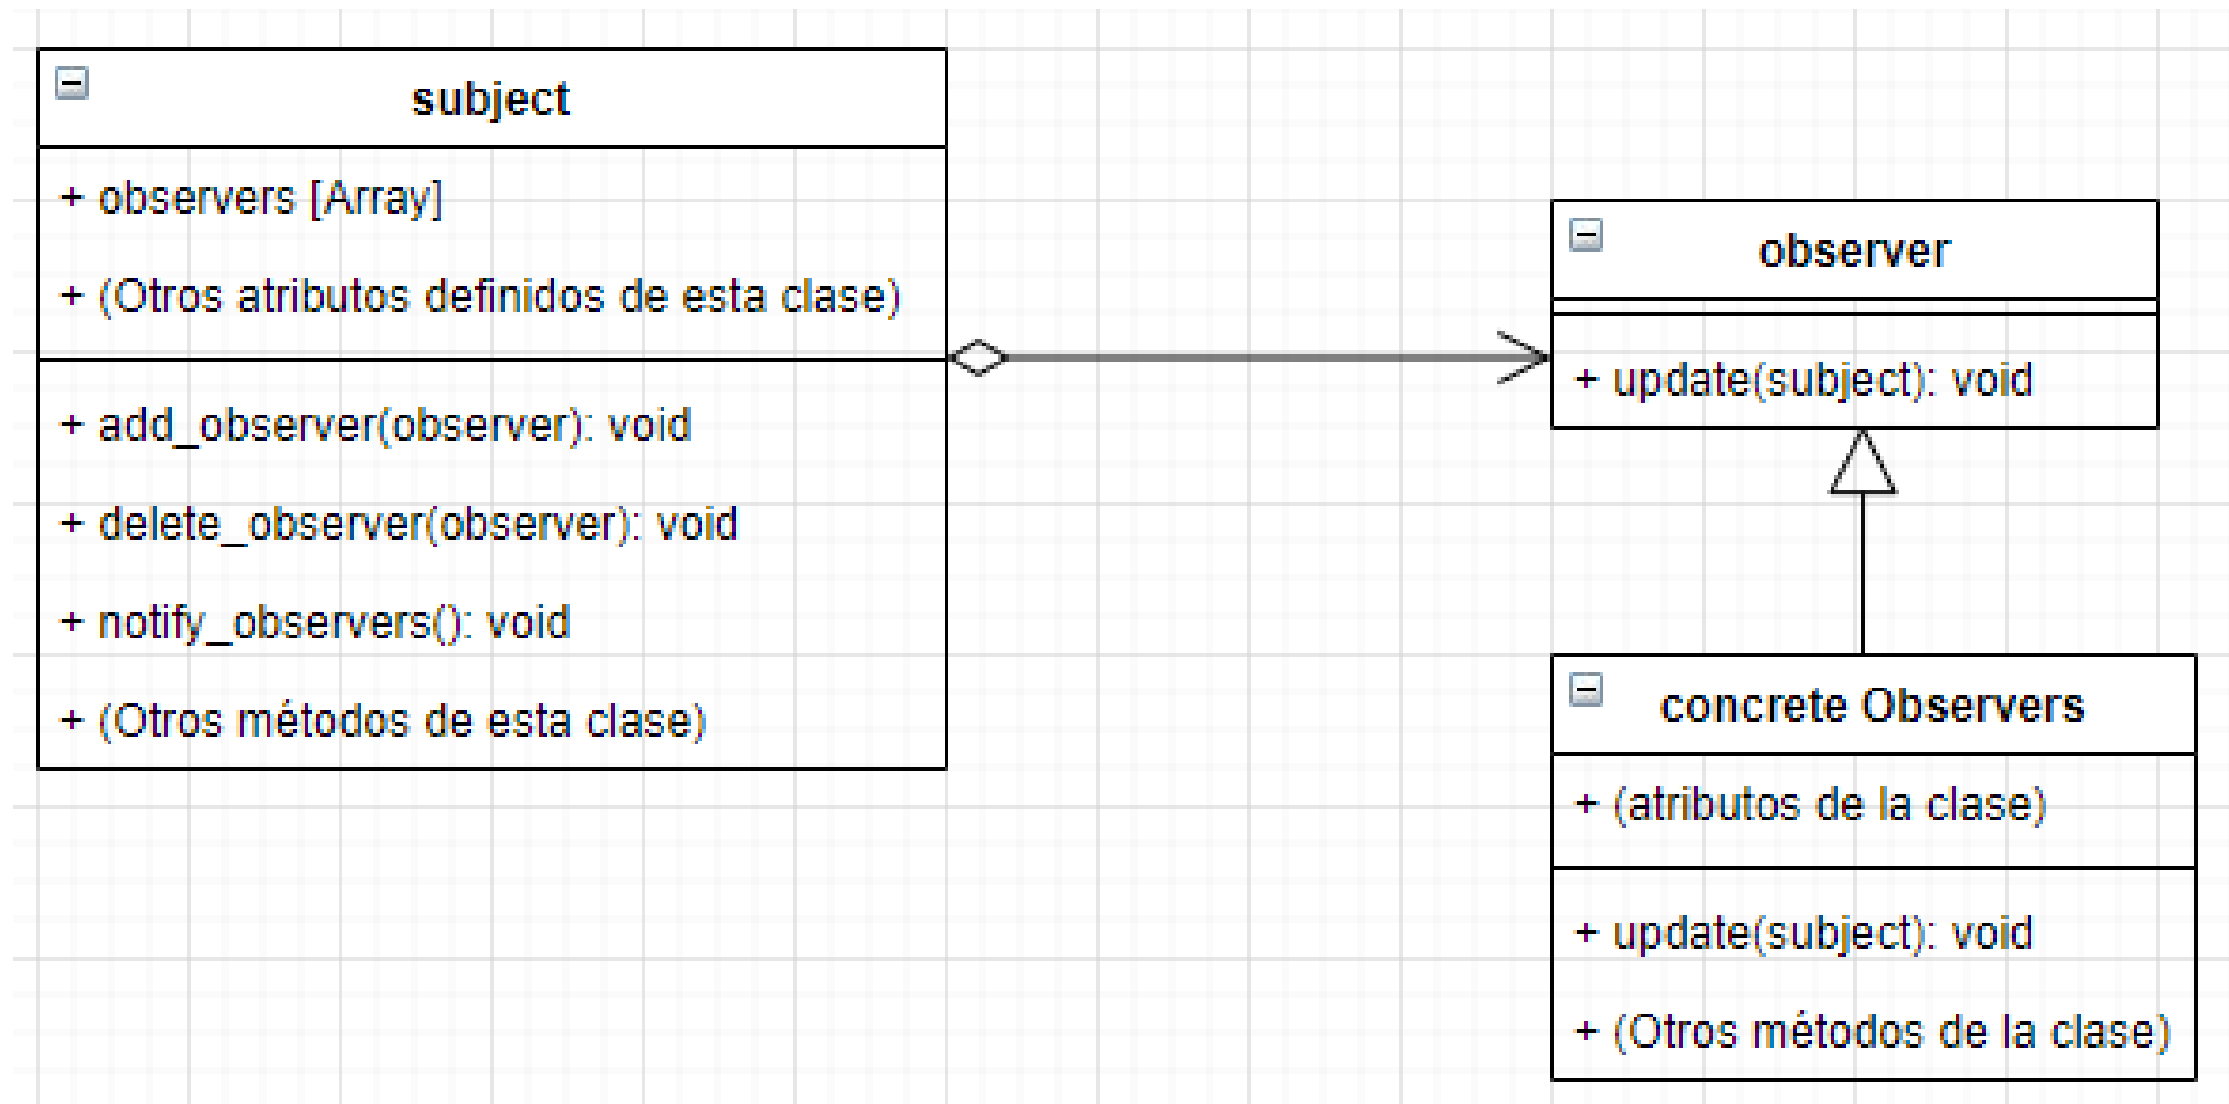 subject
+ observers [Array]
+ (Otros atributos definidos de esta clase)
+ add_observer(observer): void
+ delete_observer(observer): void
+ notify_observers(): void
+ (Otros métodos de esta clase)
observer
+ update(subject): void
concrete Observers
+ (atributos de la clase)
+ update(subject): void
+ (Otros métodos de la clase)